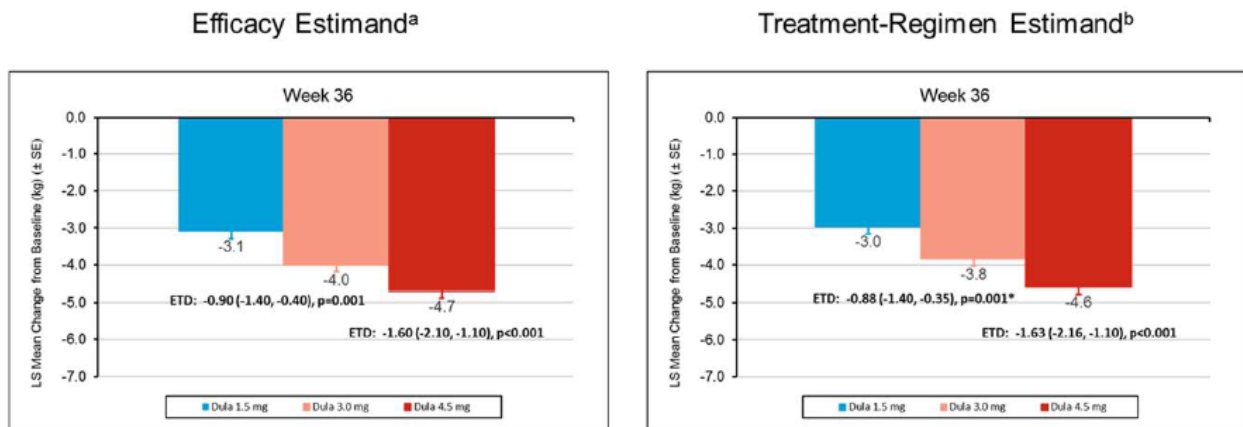 Efficacy Estimandᵃ
Week 36
LS Mean Change from Baseline (kg) (± SE)
0.0
-1.0
-2.0
-3.0
-4.0
-5.0
-6.0
-7.0
-3.1
-4.0
-4.7
ETD: -0.90 (-1.40, -0.40), p=0.001
ETD: -1.60 (-2.10, -1.10), p<0.001
Dula 1.5 mg Dula 3.0 mg Dula 4.5 mg
Treatment-Regimen Estimandᵇ
Week 36
LS Mean Change from Baseline (kg) (± SE)
0.0
-1.0
-2.0
-3.0
-4.0
-5.0
-6.0
-7.0
-3.0
-3.8
-4.6
ETD: -0.88 (-1.40, -0.35), p=0.001*
ETD: -1.63 (-2.16, -1.10), p<0.001
Dula 1.5 mg Dula 3.0 mg Dula 4.5 mg